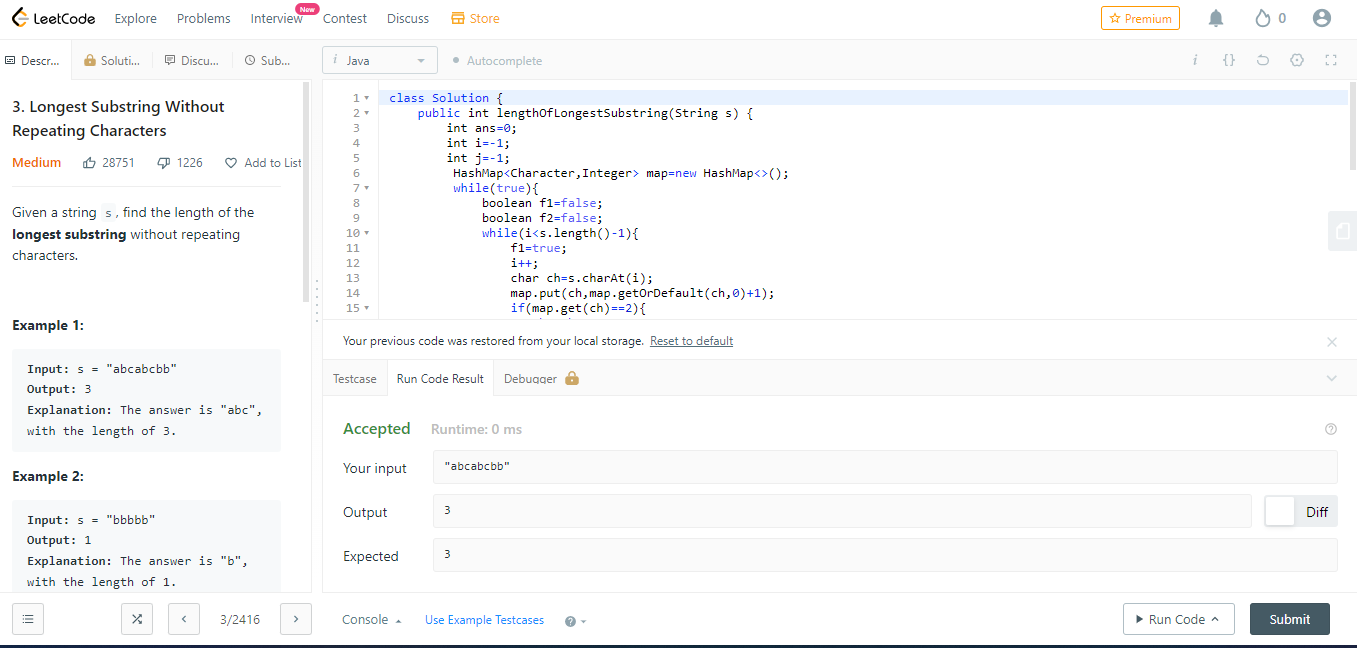 LeetCode Explore Problems Interview New Contest Discuss Store Premium 0
Descr... Soluti... Discu... Sub...
i Java Autocomplete i {}
3. Longest Substring Without
Repeating Characters
Medium 28751 1226 Add to List
Given a string s, find the length of the
longest substring without repeating
characters.
Example 1:
Input: s = "abcabcbb"
Output: 3
Explanation: The answer is "abc",
with the length of 3.
Example 2:
Input: s = "bbbbb"
Output: 1
Explanation: The answer is "b",
with the length of 1.
3/2416
1 class Solution {
2 public int lengthOfLongestSubstring(String s) {
3 int ans=0;
4 int i=-1;
5 int j=-1;
6 HashMap<Character,Integer> map=new HashMap<>();
7 while(true){
8 boolean f1=false;
9 boolean f2=false;
10 while(i<s.length()-1){
11 f1=true;
12 i++;
13 char ch=s.charAt(i);
14 map.put(ch,map.getOrDefault(ch,0)+1);
15 if(map.get(ch)==2){
Your previous code was restored from your local storage. Reset to default
Testcase Run Code Result Debugger
Accepted Runtime: 0 ms
Your input "abcabcbb"
Output 3 Diff
Expected 3
Console Use Example Testcases Run Code Submit